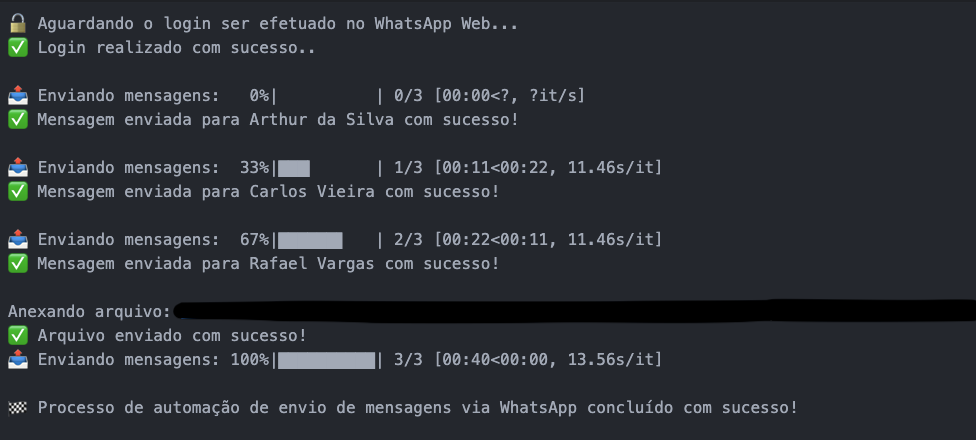 🔒 Aguardando o login ser efetuado no WhatsApp Web...
✅ Login realizado com sucesso..
📤 Enviando mensagens:   0%|          | 0/3 [00:00<?, ?it/s]
✅ Mensagem enviada para Arthur da Silva com sucesso!
📤 Enviando mensagens:  33%|███       | 1/3 [00:11<00:22, 11.46s/it]
✅ Mensagem enviada para Carlos Vieira com sucesso!
📤 Enviando mensagens:  67%|██████    | 2/3 [00:22<00:11, 11.46s/it]
✅ Mensagem enviada para Rafael Vargas com sucesso!
Anexando arquivo:
✅ Arquivo enviado com sucesso!
📤 Enviando mensagens: 100%|██████████| 3/3 [00:40<00:00, 13.56s/it]
🏁 Processo de automação de envio de mensagens via WhatsApp concluído com sucesso!